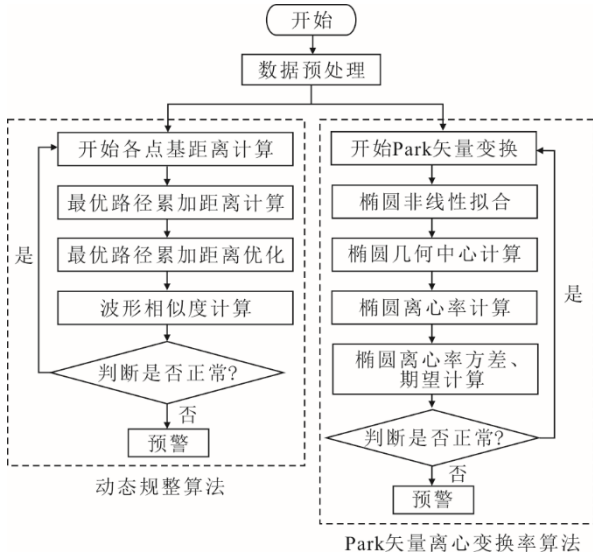 开始
数据预处理
开始各点基距离计算
最优路径累加距离计算
最优路径累加距离优化
波形相似度计算
判断是否正常?
是
否
预警
动态规整算法
开始Park矢量变换
椭圆非线性拟合
椭圆几何中心计算
椭圆离心率计算
椭圆离心率方差、
期望计算
判断是否正常?
是
否
预警
Park矢量离心变换率算法